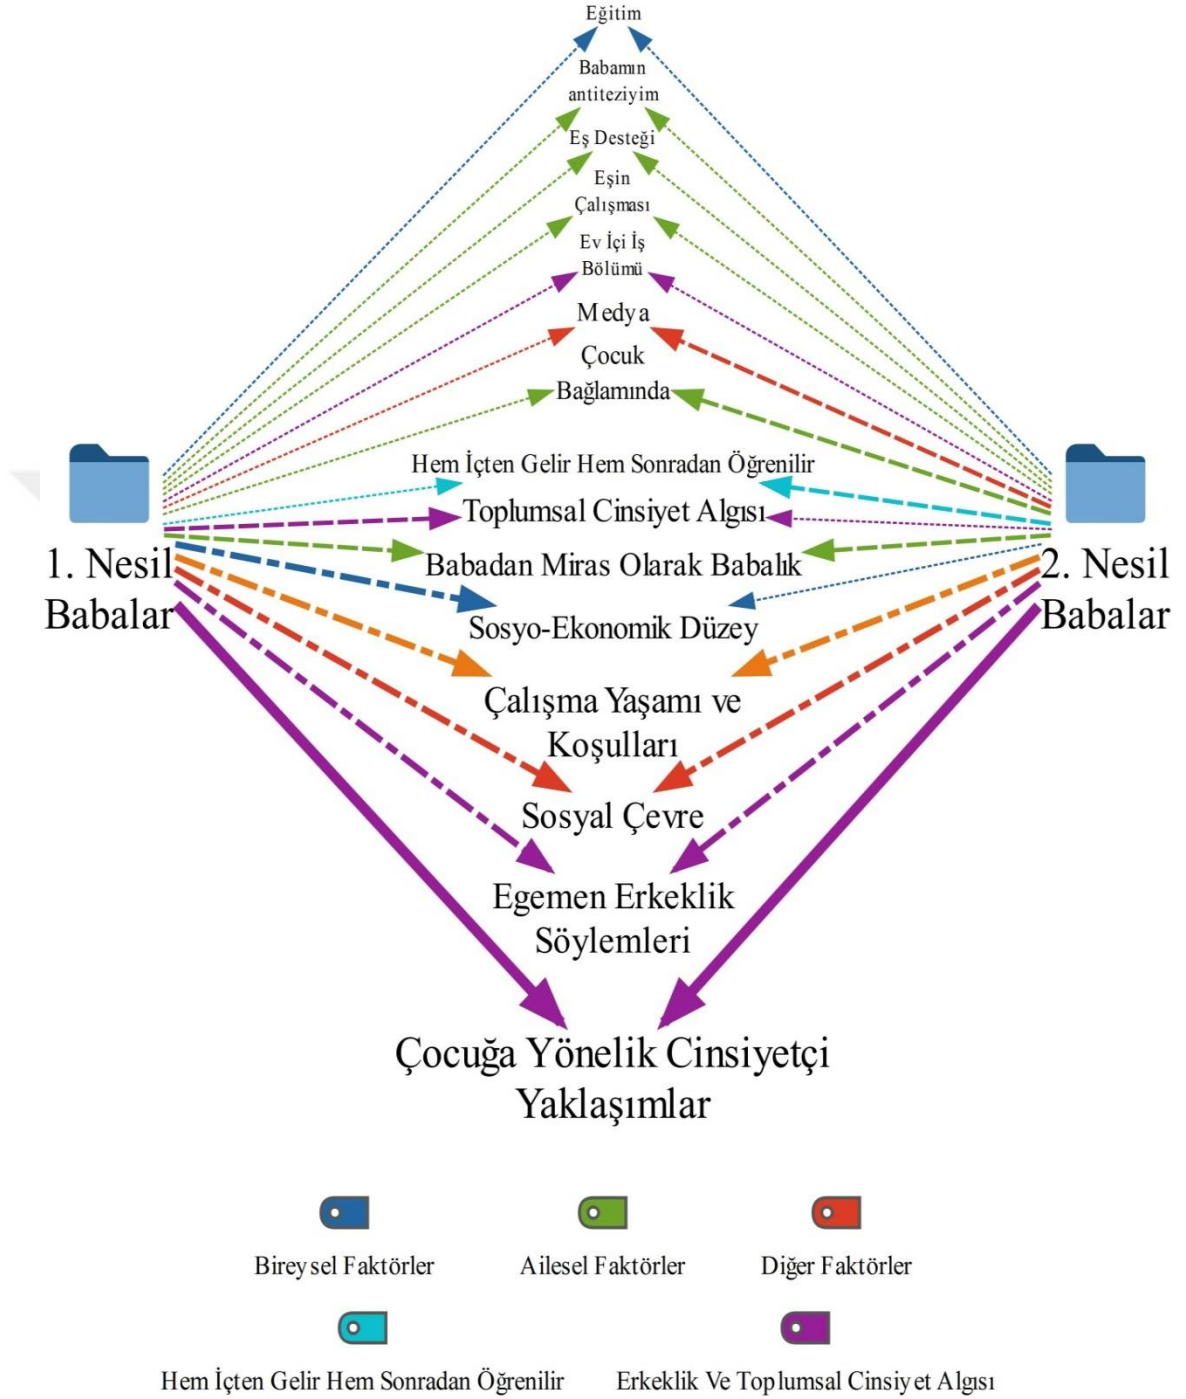 Eğitim
Babamın
antiteziyim
Eş Desteği
Eşin
Çalışması
Ev İçi İş
Bölümü
Medya
Çocuk
Bağlamında
Hem İçten Gelir Hem Sonradan Öğrenilir
Toplumsal Cinsiyet Algısı
Babadan Miras Olarak Babalık
1. Nesil
Babalar
2. Nesil
Babalar
Sosyo-Ekonomik Düzey
Çalışma Yaşamı ve
Koşulları
Sosyal Çevre
Egemen Erkeklik
Söylemleri
Çocuğa Yönelik Cinsiyetçi
Yaklaşımlar
Bireysel Faktörler
Ailesel Faktörler
Diğer Faktörler
Hem İçten Gelir Hem Sonradan Öğrenilir
Erkeklik Ve Toplumsal Cinsiyet Algısı